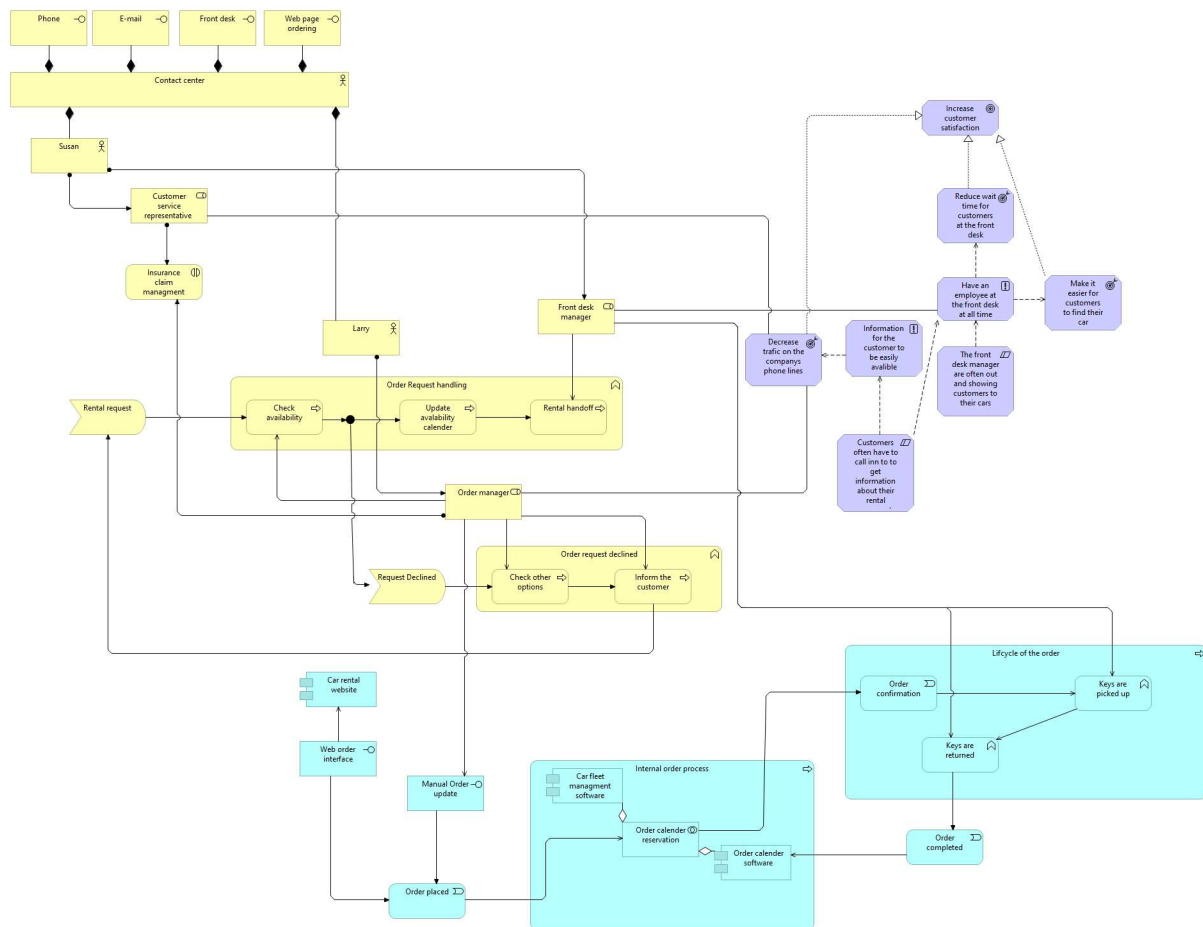 Phone
E-mail
Front desk
Web page
ordering
Contact center
Increase
customer
satisfaction
Susan
Customer
service
representative
Reduce wait
time for
customers
at the front
desk
Insurance
claim
managment
Have an
employee at
the front desk
at all time
Make it
easier for
customers
to find their
car
Front desk
manager
Larry
Decrease
trafic on the
companys
phone lines
Information
for the
customer to
be easily
avalible
The front
desk manager
are often out
and showing
customers to
their cars
Order Request handling
Rental request
Check
availability
Update
avalability
calender
Rental handoff
Customers
often have to
call inn to to
get
information
about their
rental
Order manager
Order request declined
Request Declined
Check other
options
Inform the
customer
Lifcycle of the order
Car rental
website
Order
confirmation
Keys are
picked up
Web order
interface
Keys are
returned
Internal order process
Manual Order
update
Car fleet
managment
software
Order calender
reservation
Order calender
software
Order
completed
Order placed